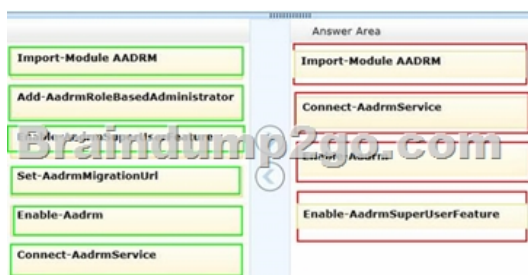 Answer Area
Import-Module AADRM
Add-AadrmRoleBasedAdministrator
Set-AadrmMigrationUrl
Enable-Aadrm
Connect-AadrmService
Import-Module AADRM
Connect-AadrmService
Enable-AadrmSuperUserFeature
Braindump2go.com